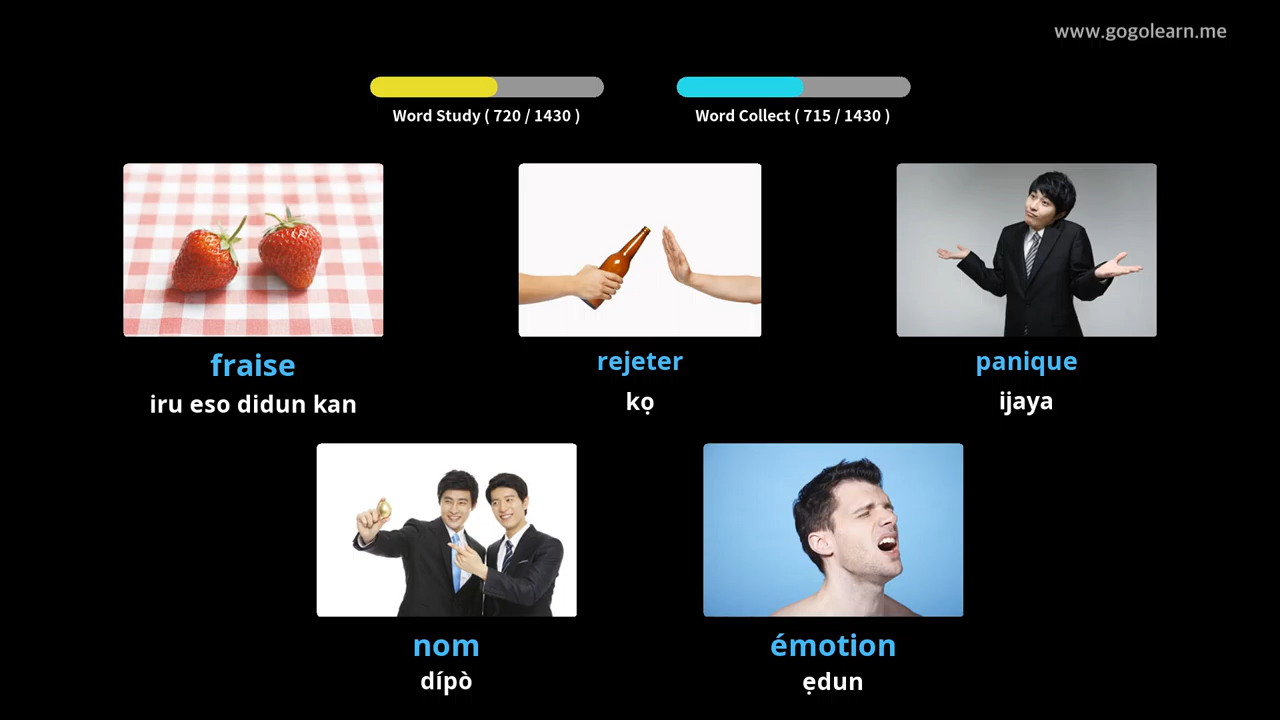 www.gogolearn.me
Word Study ( 720 / 1430 )
Word Collect ( 715 / 1430 )
fraise
iru eso didun kan
rejeter
kọ
panique
ijaya
nom
dípò
émotion
ẹdun